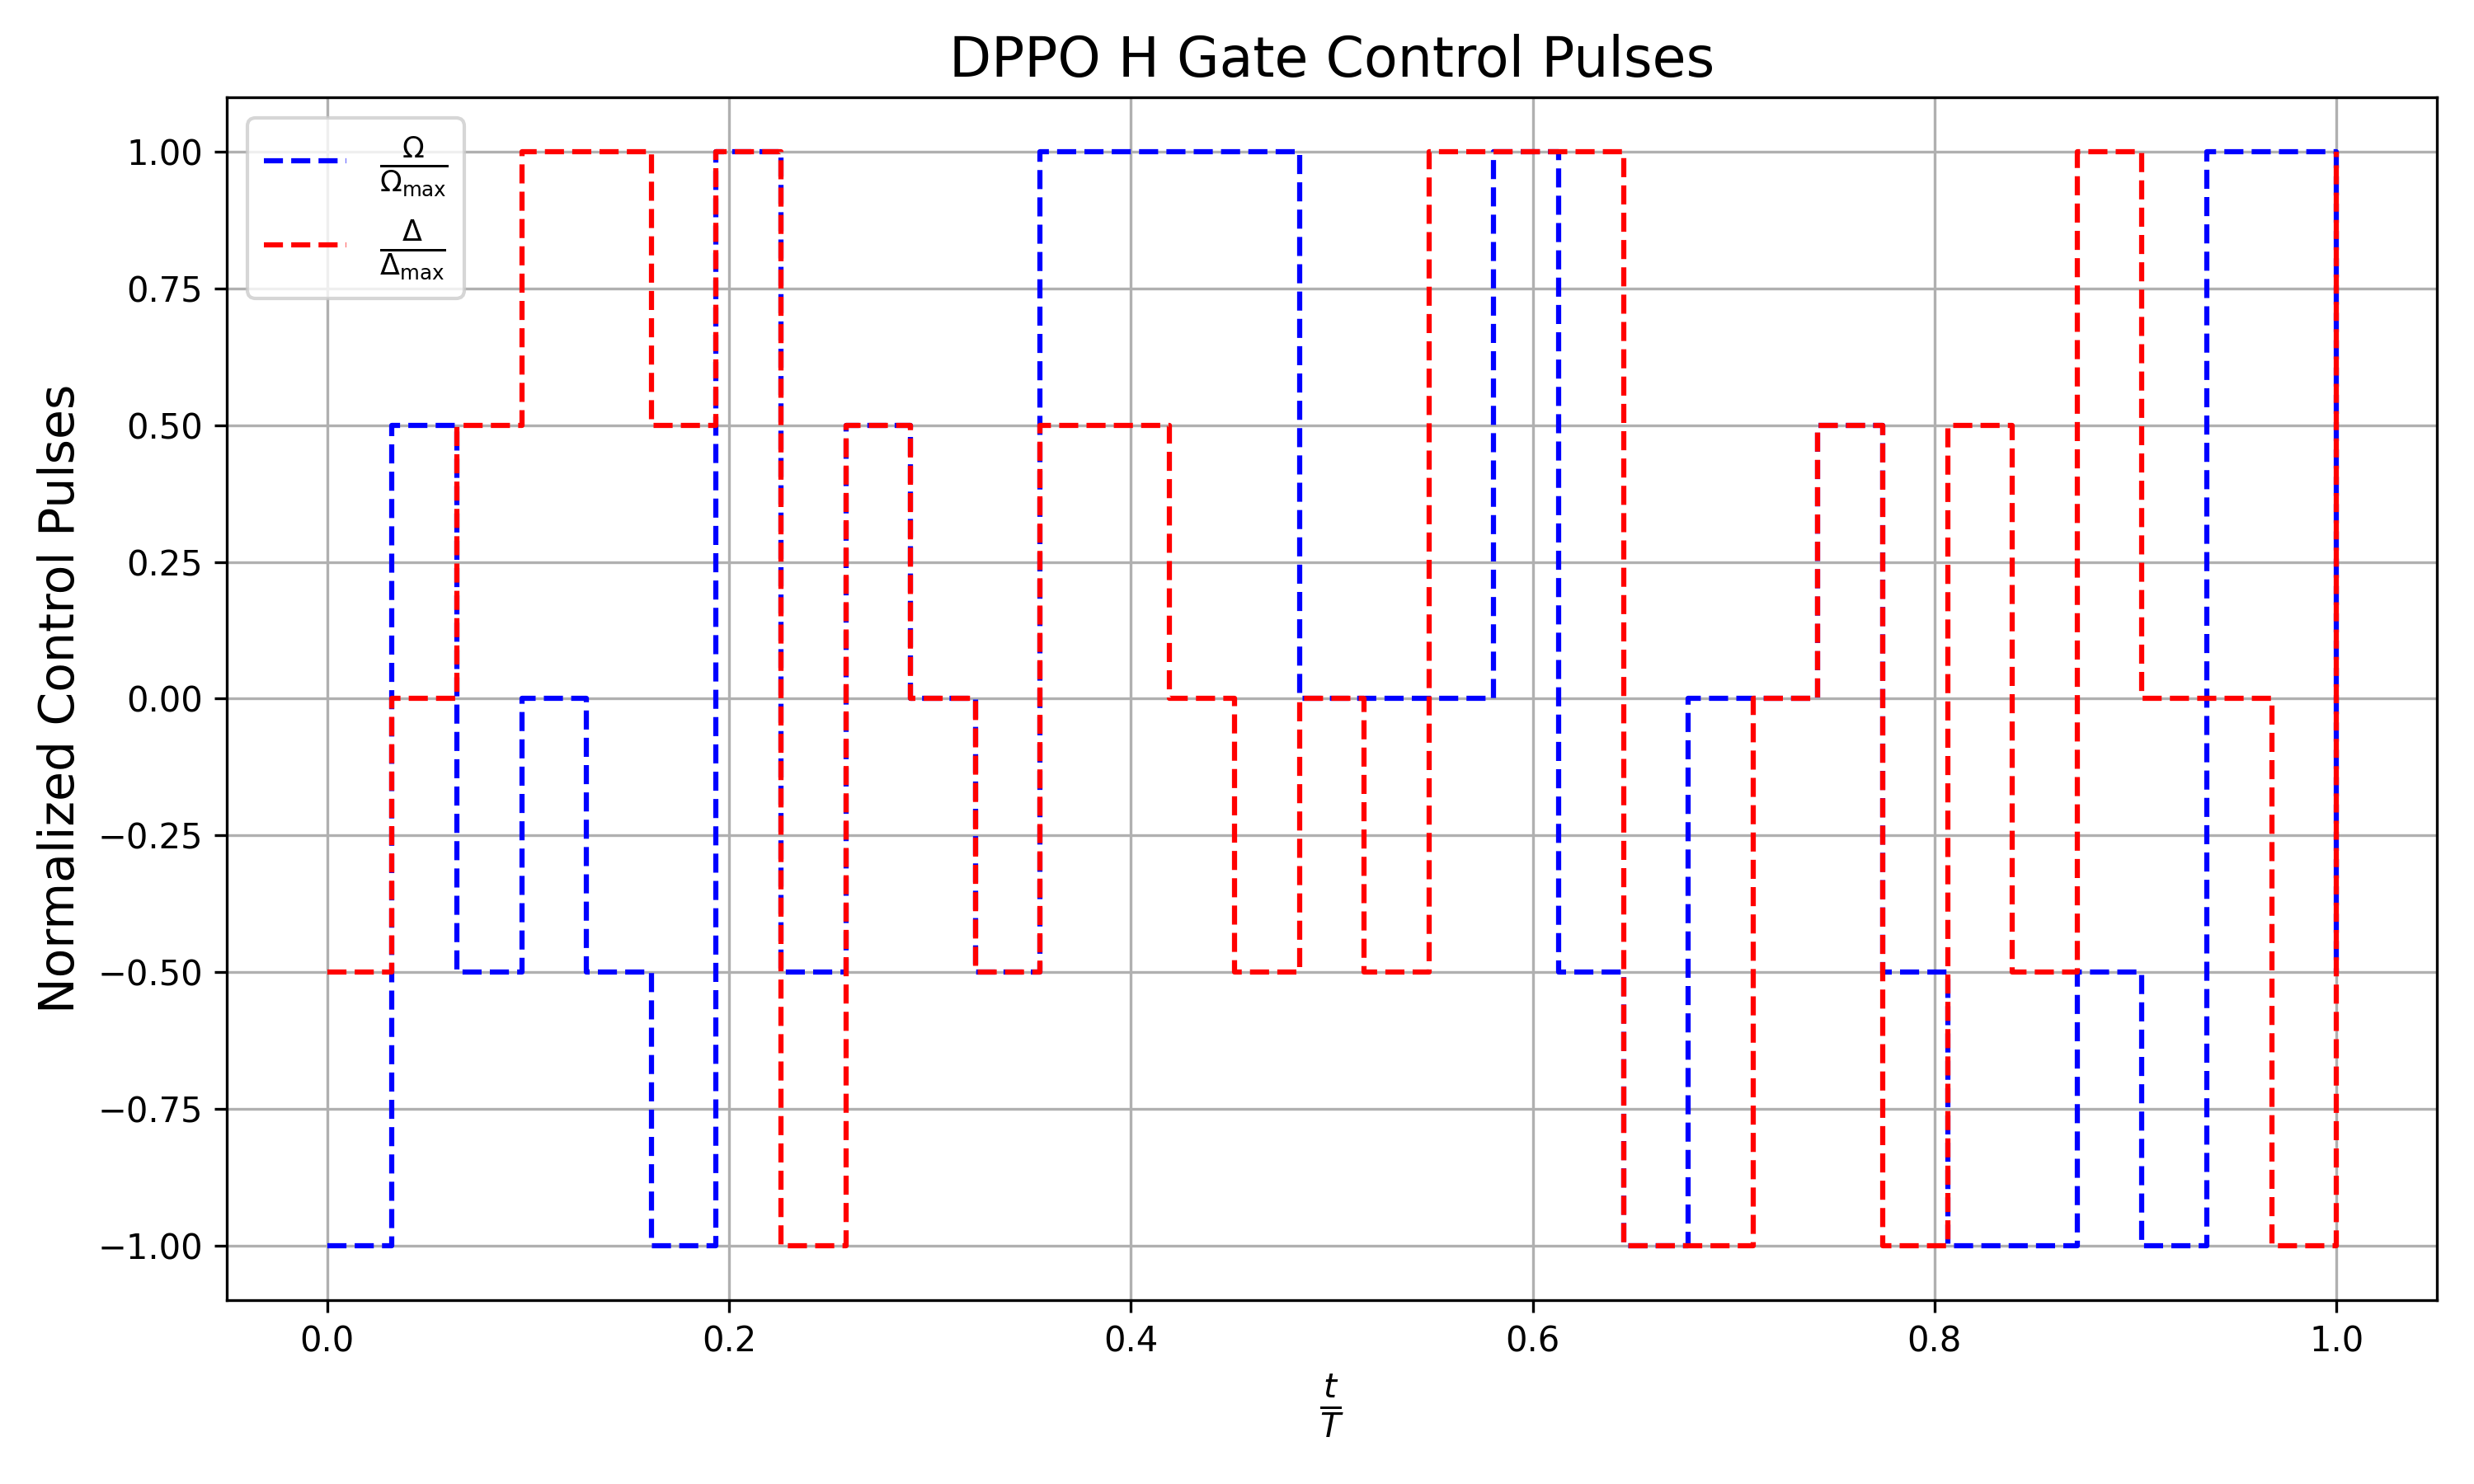 DPPO H Gate Control Pulses
Ω
Ωmax
Δ
Δmax
Normalized Control Pulses
1.00
0.75
0.50
0.25
0.00
−0.25
−0.50
−0.75
−1.00
0.0 0.2 0.4 0.6 0.8 1.0
t
T